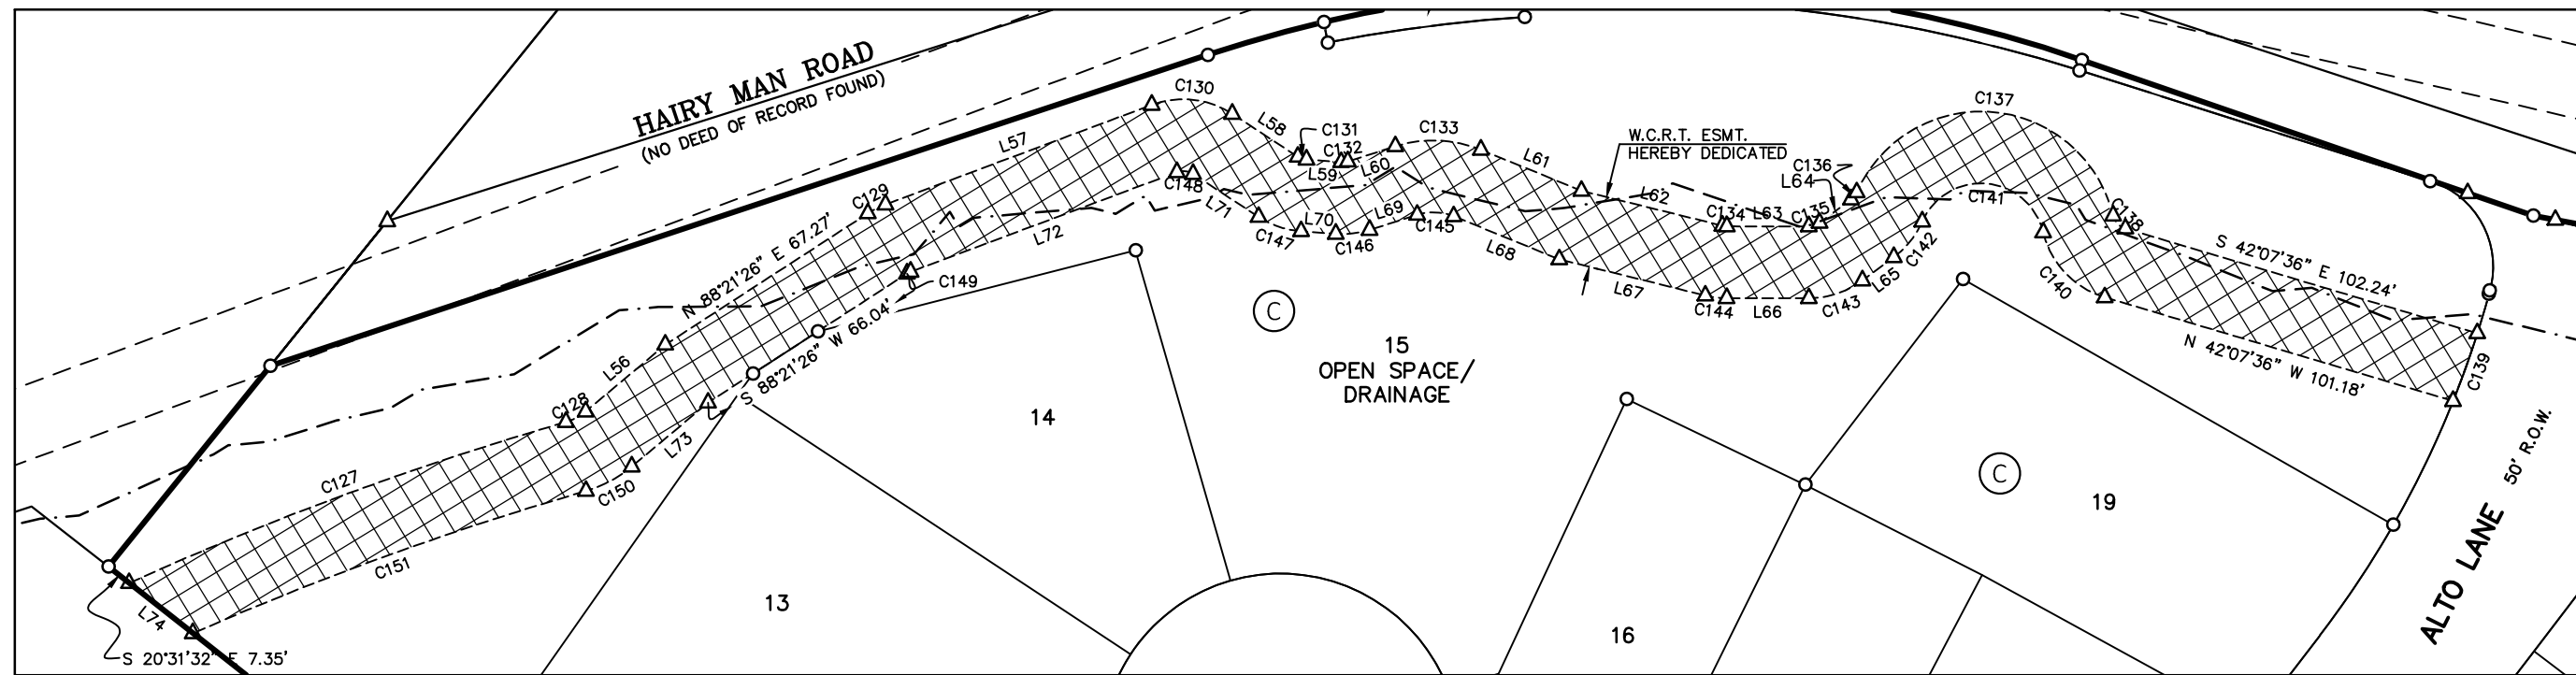 HAIRY MAN ROAD
(NO DEED OF RECORD FOUND)
C130
L57
L58
C131
C132
L59
L60
C133
L61
W.C.R.T. ESMT.
HEREBY DEDICATED
C136
L64
C137
L62
C134
L63
C135
C141
C138
S 42°07'36" E 102.24'
C129
C148
L71
L72
C147
L70
C146
L69
C145
L68
L67
C144
L66
C143
L65
C142
C140
N 42°07'36" W 101.18'
C139
N 88°21'26" E 67.27'
C149
S 88°21'26" W 66.04'
L56
C128
L73
C150
C127
C151
L74
S 20°31'32" E 7.35'
C
15
OPEN SPACE/
DRAINAGE
14
13
16
C
19
ALTO LANE
50' R.O.W.